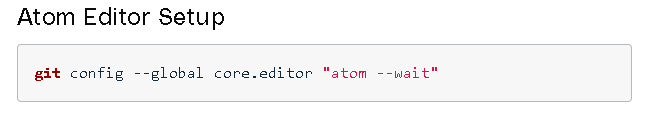 Atom Editor Setup
git config --global core.editor "atom --wait"